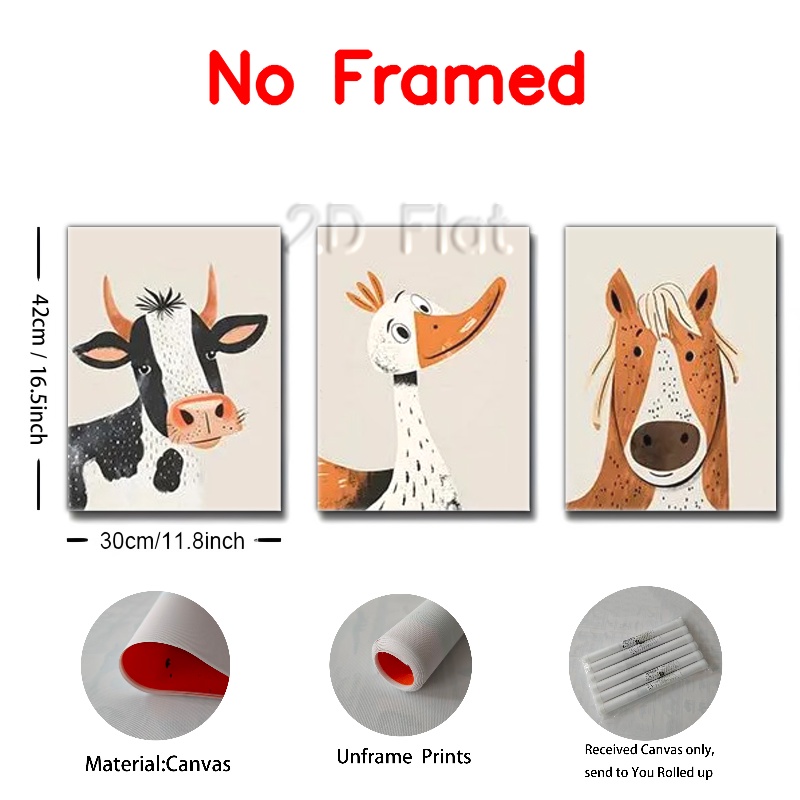 No Framed
2D Flat
42cm / 16.5inch
30cm/11.8inch
Material:Canvas
Unframe Prints
Received Canvas only,
send to You Rolled up